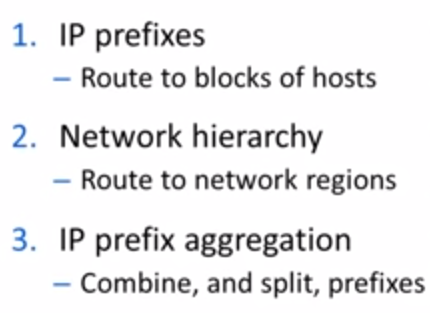 1. IP prefixes
– Route to blocks of hosts
2. Network hierarchy
– Route to network regions
3. IP prefix aggregation
– Combine, and split, prefixes